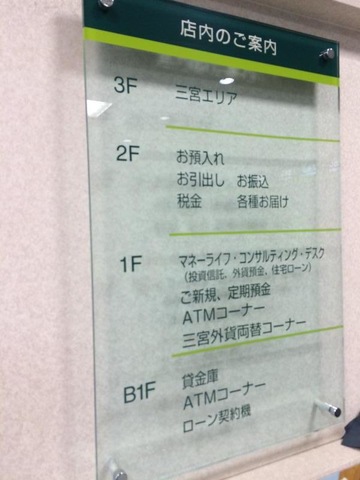 店内のご案内
3F 三宮エリア
2F お預入れ
お引出し お振込
税金 各種お届け
1F マネーライフ・コンサルティング・デスク
(投資信託、外貨預金、住宅ローン)
ご新規、定期預金
ATMコーナー
三宮外貨両替コーナー
B1F 貸金庫
ATMコーナー
ローン契約機